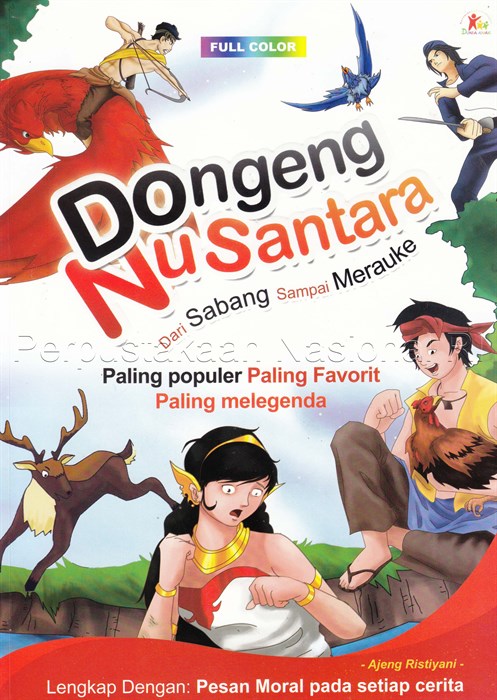 FULL COLOR
Dongeng
NuSantara
Dari Sabang Sampai Merauke
Perpustakaan Nasional
Paling populer Paling Favorit
Paling melegenda
- Ajeng Ristiyani -
Lengkap Dengan: Pesan Moral pada setiap cerita